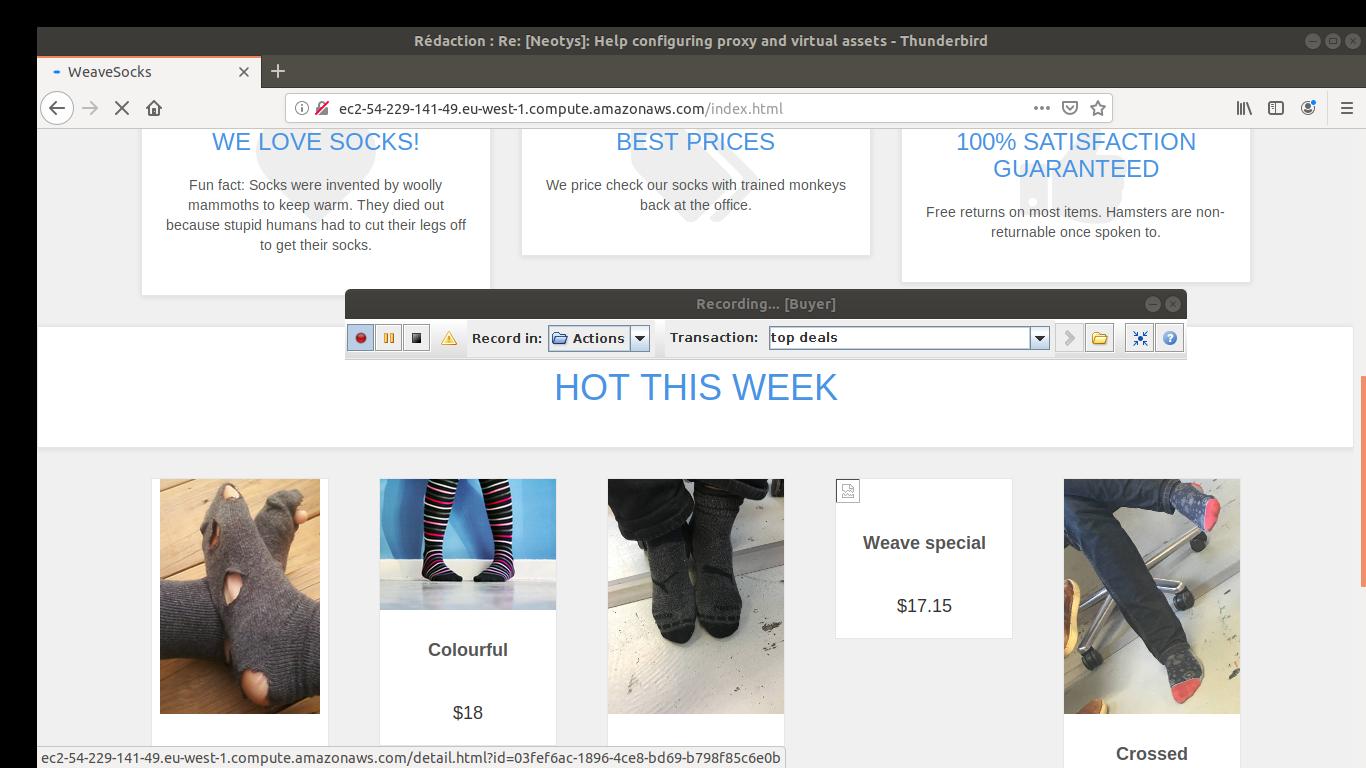 Rédaction : Re: [Neotys]: Help configuring proxy and virtual assets - Thunderbird
WeaveSocks
ec2-54-229-141-49.eu-west-1.compute.amazonaws.com/index.html
WE LOVE SOCKS!
Fun fact: Socks were invented by woolly
mammoths to keep warm. They died out
because stupid humans had to cut their legs off
to get their socks.
BEST PRICES
We price check our socks with trained monkeys
back at the office.
100% SATISFACTION
GUARANTEED
Free returns on most items. Hamsters are non-
returnable once spoken to.
Recording... [Buyer]
Record in: Actions Transaction: top deals
HOT THIS WEEK
Colourful
$18
Weave special
$17.15
Crossed
ec2-54-229-141-49.eu-west-1.compute.amazonaws.com/detail.html?id=03fef6ac-1896-4ce8-bd69-b798f85c6e0b